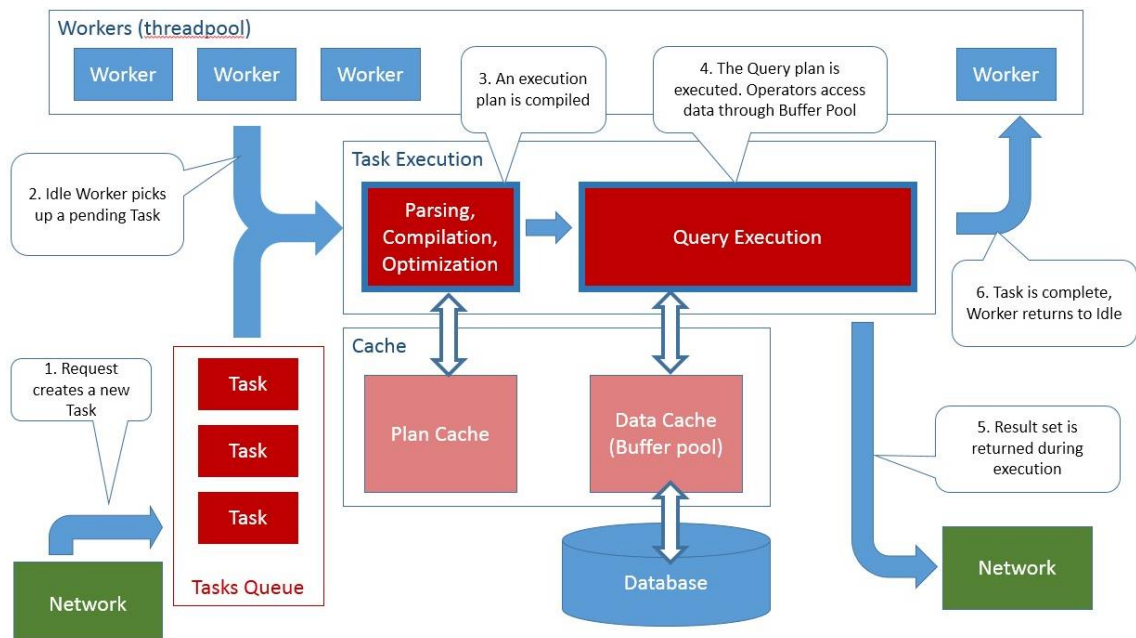 Workers (threadpool)
Worker
Worker
Worker
Worker
3. An execution
plan is compiled
4. The Query plan is
executed. Operators access
data through Buffer Pool
2. Idle Worker picks
up a pending Task
Task Execution
Parsing,
Compilation,
Optimization
Query Execution
6. Task is complete,
Worker returns to Idle
1. Request
creates a new
Task
Task
Task
Task
Tasks Queue
Cache
Plan Cache
Data Cache
(Buffer pool)
5. Result set is
returned during
execution
Network
Database
Network